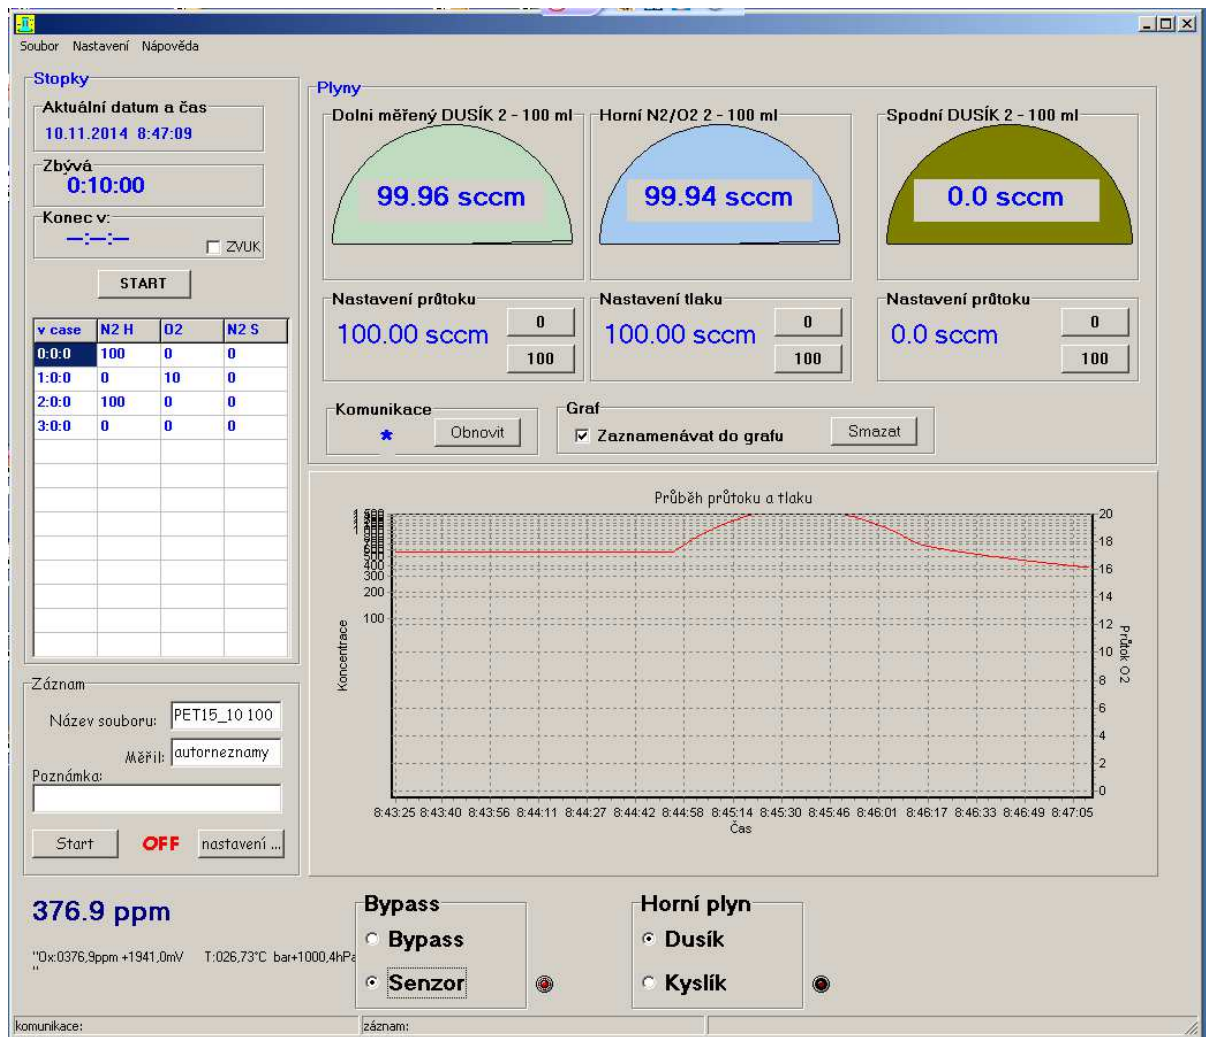 Soubor Nastavení Nápověda
Stopky
Aktuální datum a čas
10.11.2014 8:47:09
Zbývá
0:10:00
Konec v:
--:--:--
ZVUK
START
v case N2 H O2 N2 S
0:0:0 100 0 0
1:0:0 0 10 0
2:0:0 100 0 0
3:0:0 0 0 0
Záznam
Název souboru: PET15_10 100
Měřil: autorneznamy
Poznámka:
Start OFF nastavení ...
Plyny
Dolni měřený DUSÍK 2 - 100 ml
99.96 sccm
Horní N2/O2 2 - 100 ml
99.94 sccm
Spodní DUSÍK 2 - 100 ml
0.0 sccm
Nastavení průtoku
100.00 sccm
0
100
Nastavení tlaku
100.00 sccm
0
100
Nastavení průtoku
0.0 sccm
0
100
Komunikace
* Obnovit
Graf
Zaznamenávat do grafu Smazat
Průběh průtoku a tlaku
Koncentrace
400
300
200
100
20
18
16
14
12
10
8
6
4
2
0
Průtok O2
8:43:25 8:43:40 8:43:56 8:44:11 8:44:27 8:44:42 8:44:58 8:45:14 8:45:30 8:45:46 8:46:01 8:46:17 8:46:33 8:46:49 8:47:05
Čas
376.9 ppm
"Ox:0376,9ppm +1941,0mV T:026,73°C bar+1000,4hPa
"
Bypass
Bypass
Senzor
Horní plyn
Dusík
Kyslík
komunikace: záznam: